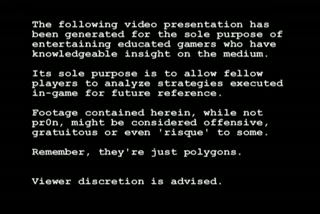 The following video presentation has
been generated for the sole purpose of
entertaining educated gamers who have
knowledgeable insight on the medium.
Its sole purpose is to allow fellow
players to analyze strategies executed
in-game for future reference.
Footage contained herein, while not
pr0n, might be considered offensive,
gratuitous or even 'risque' to some.
Remember, they're just polygons.
Viewer discretion is advised.